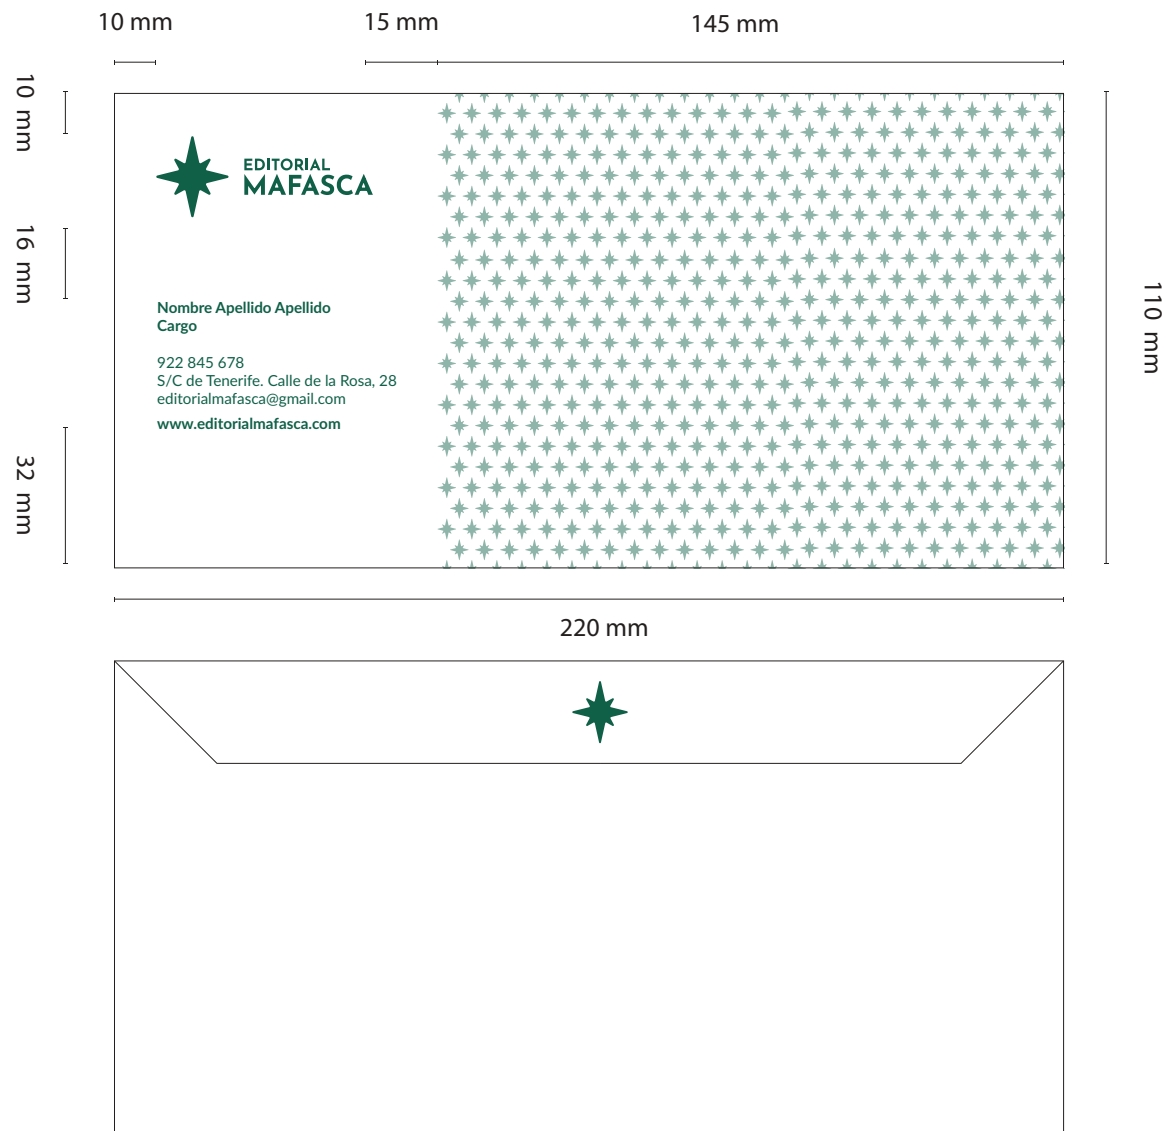 10 mm
15 mm
145 mm
10 mm
EDITORIAL
MAFASCA
16 mm
Nombre Apellido Apellido
Cargo
110 mm
922 845 678
S/C de Tenerife. Calle de la Rosa, 28
editorialmafasca@gmail.com
www.editorialmafasca.com
32 mm
220 mm